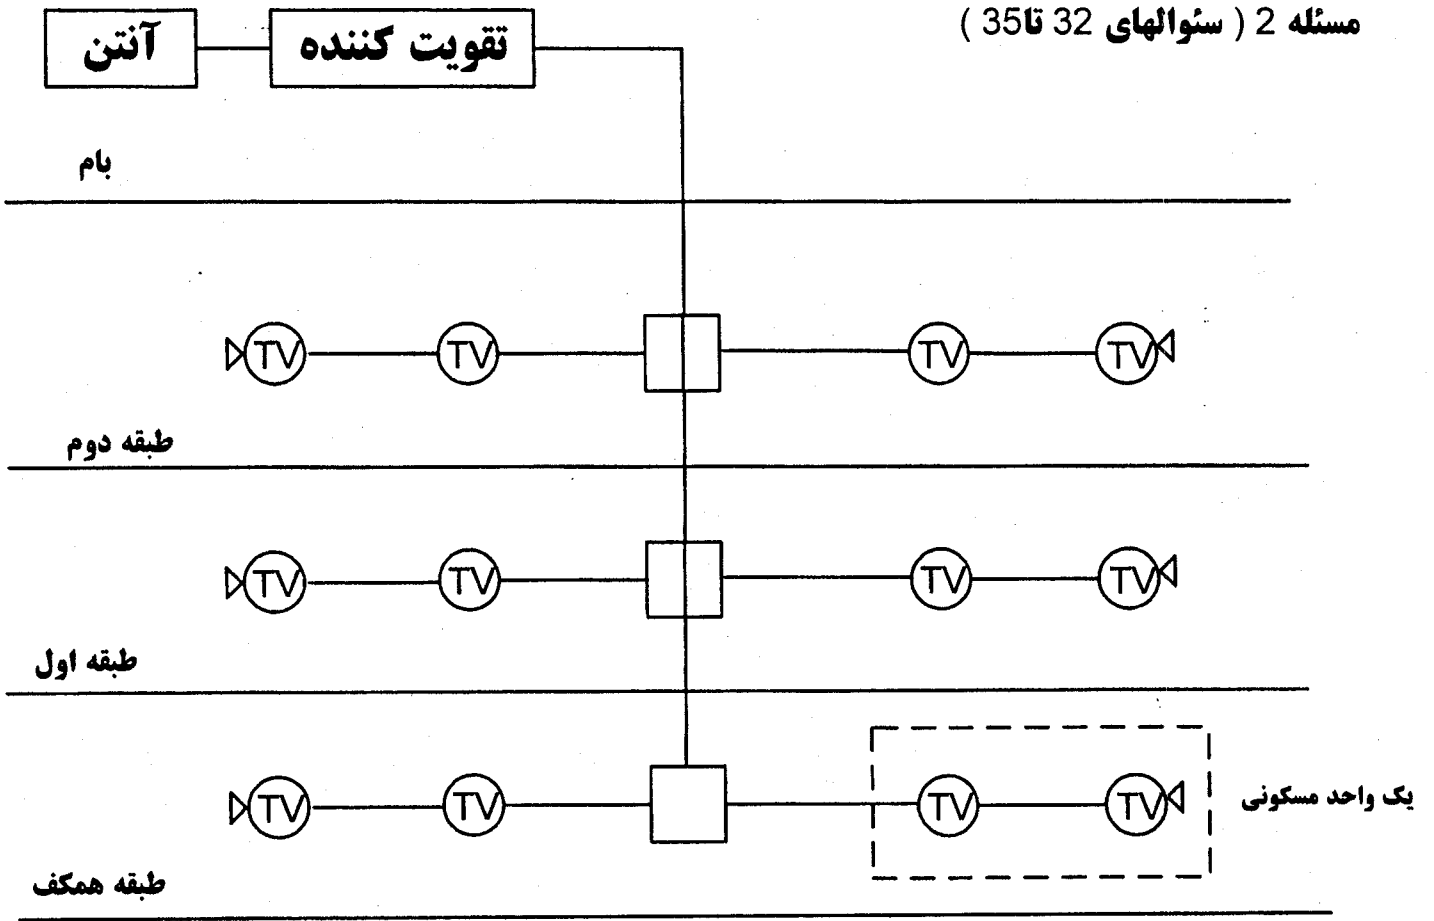 مسئله 2 ( سئوالهای 32 تا35 )
آنتن
تقویت کننده
بام
TV TV TV TV
طبقه دوم
TV TV TV TV
طبقه اول
TV TV TV TV
یک واحد مسکونی
طبقه همکف